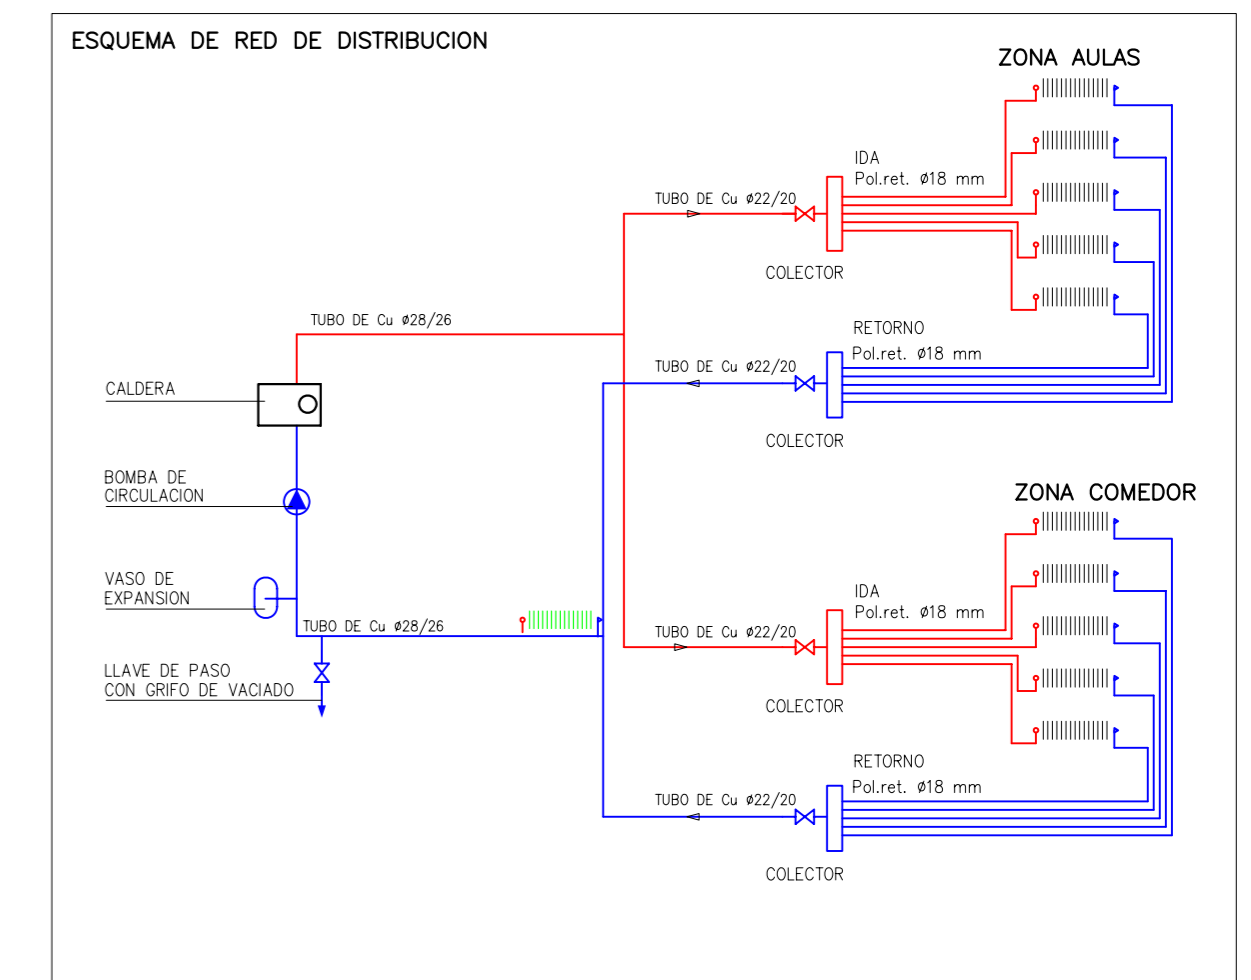 ESQUEMA DE RED DE DISTRIBUCION
ZONA AULAS
IDA
Pol.ret. ø18 mm
TUBO DE Cu ø22/20
COLECTOR
TUBO DE Cu ø28/26
RETORNO
Pol.ret. ø18 mm
TUBO DE Cu ø22/20
COLECTOR
CALDERA
BOMBA DE
CIRCULACION
VASO DE
EXPANSION
TUBO DE Cu ø28/26
LLAVE DE PASO
CON GRIFO DE VACIADO
ZONA COMEDOR
IDA
Pol.ret. ø18 mm
TUBO DE Cu ø22/20
COLECTOR
RETORNO
Pol.ret. ø18 mm
TUBO DE Cu ø22/20
COLECTOR